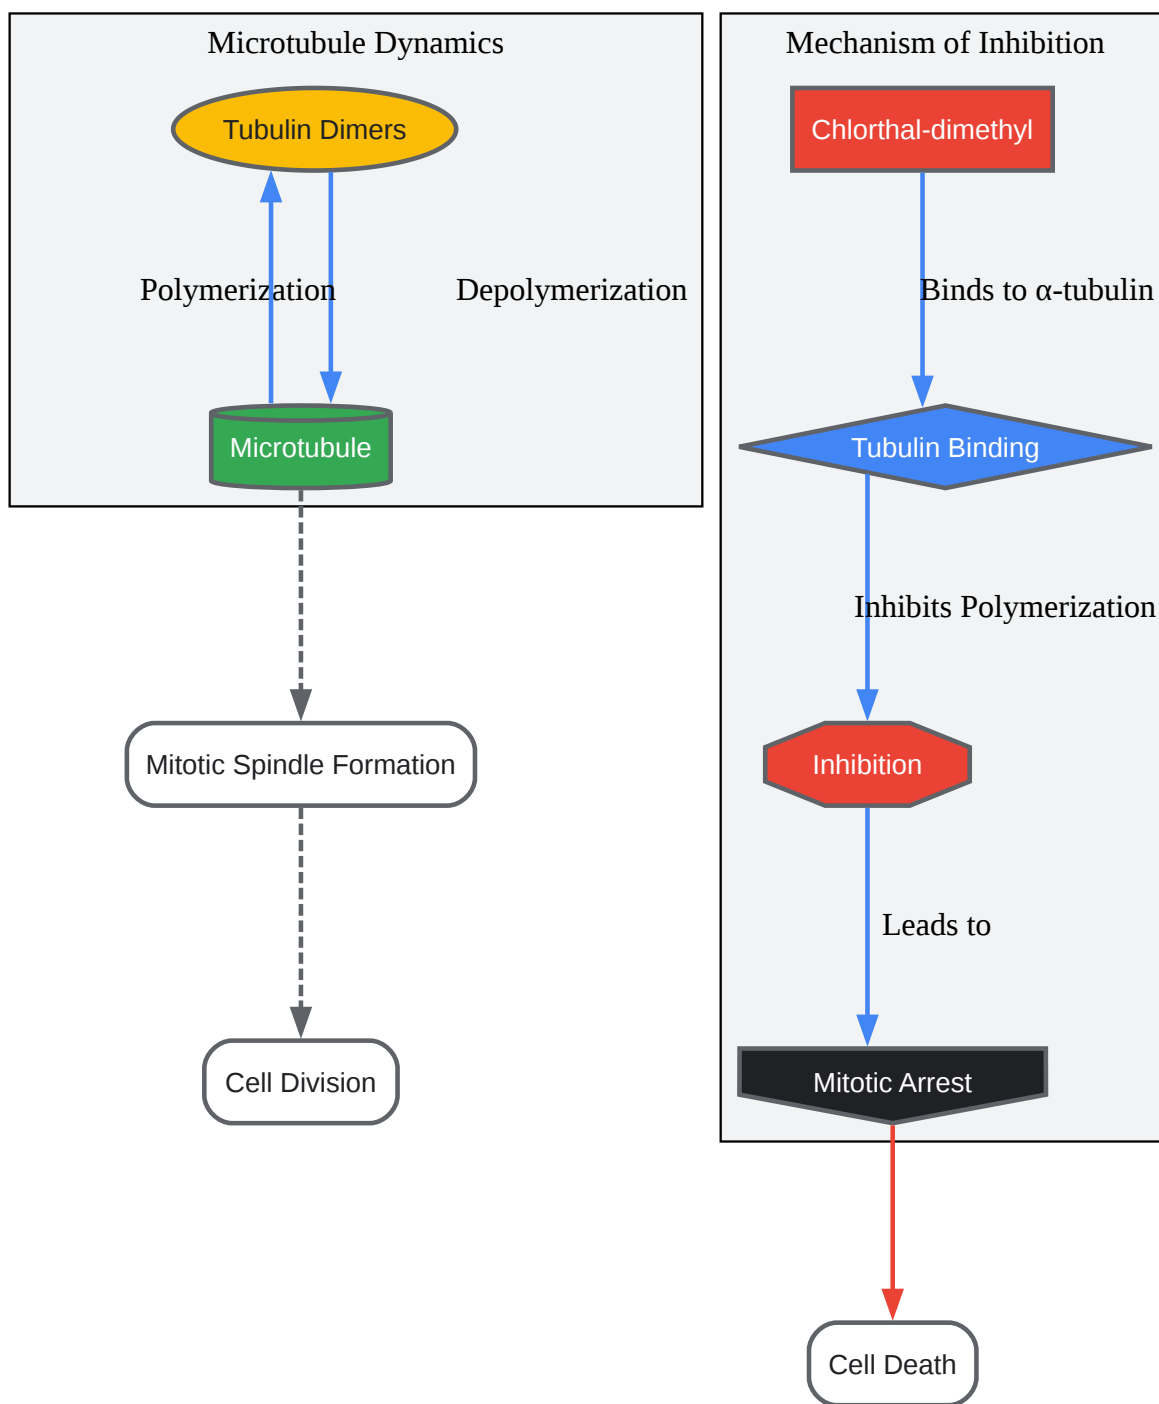 Microtubule Dynamics
Tubulin Dimers
Polymerization
Depolymerization
Microtubule
Mitotic Spindle Formation
Cell Division
Mechanism of Inhibition
Chlorthal-dimethyl
Binds to α-tubulin
Tubulin Binding
Inhibits Polymerization
Inhibition
Leads to
Mitotic Arrest
Cell Death